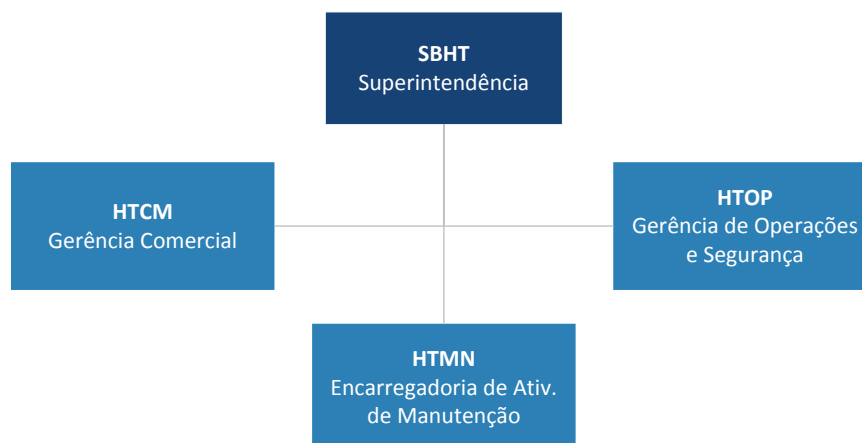 SBHT
Superintendência
HTCM
Gerência Comercial
HTOP
Gerência de Operações
e Segurança
HTMN
Encarregadoria de Ativ.
de Manutenção